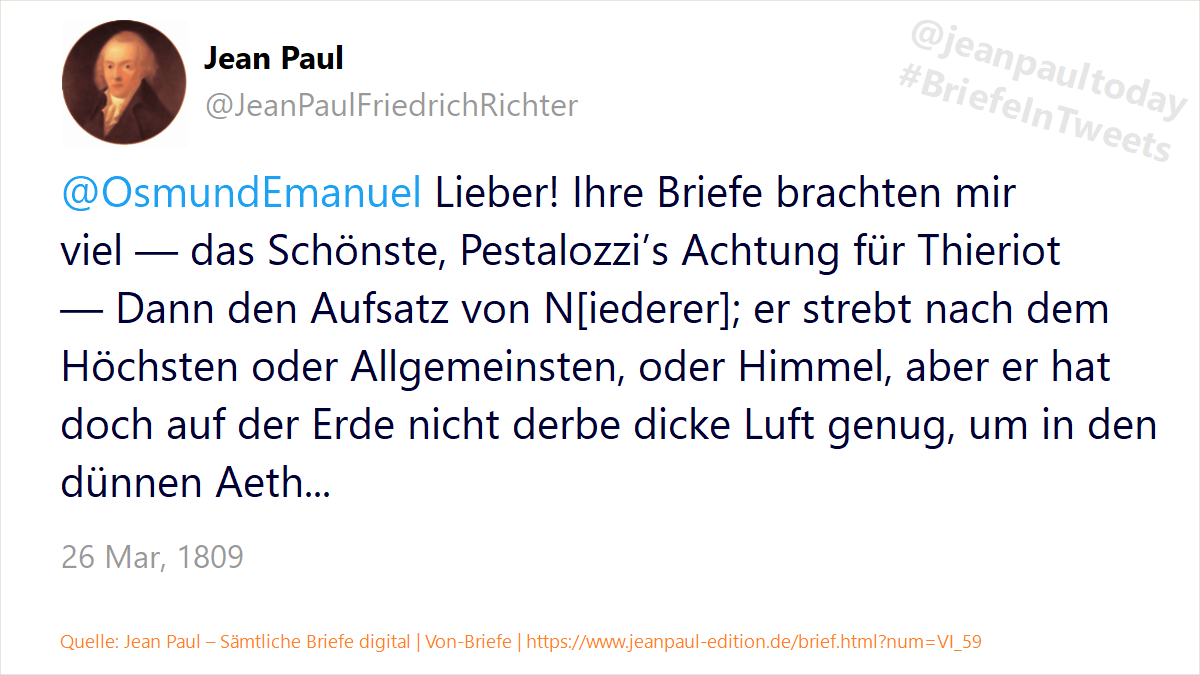 Jean Paul
@JeanPaulFriedrichRichter
@jeanpaultoday
#BriefeInTweets
@OsmundEmanuel Lieber! Ihre Briefe brachten mir
viel — das Schönste, Pestalozzi’s Achtung für Thieriot
— Dann den Aufsatz von N[iederer]; er strebt nach dem
Höchsten oder Allgemeinsten, oder Himmel, aber er hat
doch auf der Erde nicht derbe dicke Luft genug, um in den
dünnen Aeth...
26 Mar, 1809
Quelle: Jean Paul – Sämtliche Briefe digital | Von-Briefe | https://www.jeanpaul-edition.de/brief.html?num=VI_59